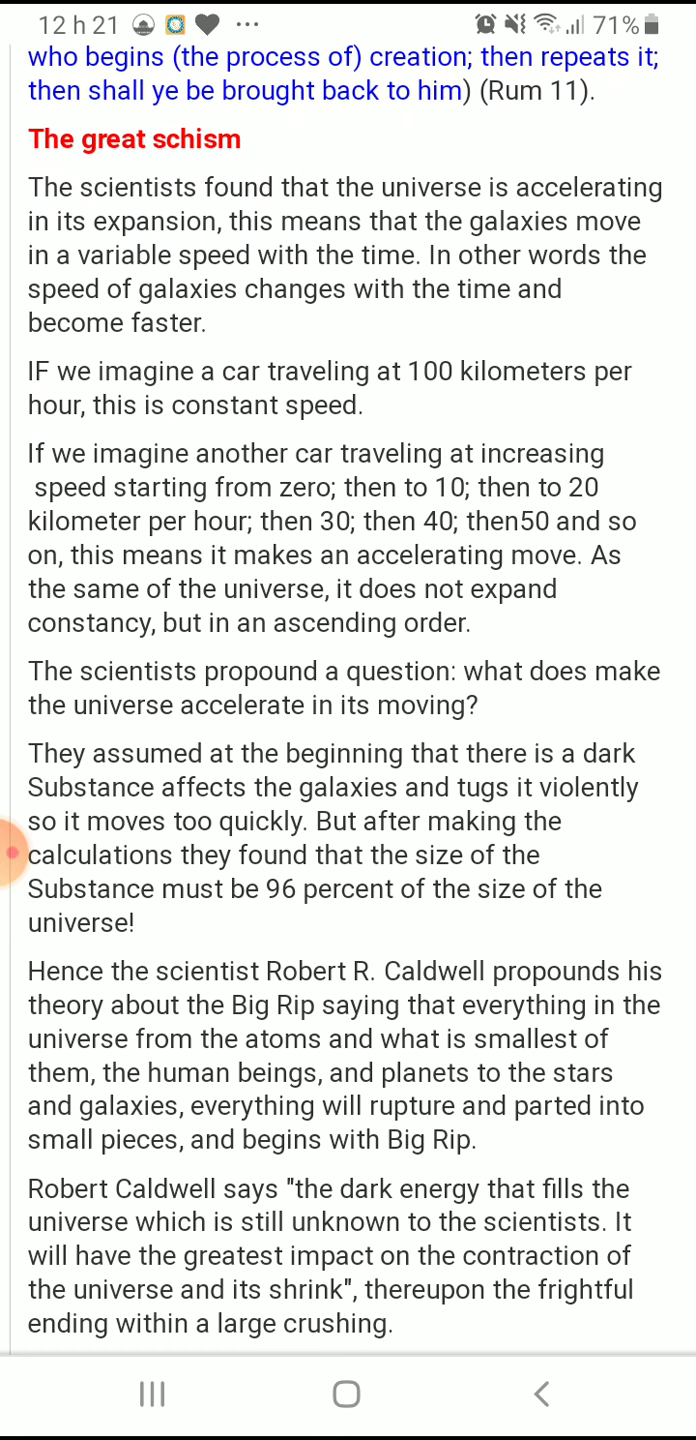 12 h 21
71%
who begins (the process of) creation; then repeats it;
then shall ye be brought back to him) (Rum 11).
The great schism
The scientists found that the universe is accelerating
in its expansion, this means that the galaxies move
in a variable speed with the time. In other words the
speed of galaxies changes with the time and
become faster.
IF we imagine a car traveling at 100 kilometers per
hour, this is constant speed.
If we imagine another car traveling at increasing
speed starting from zero; then to 10; then to 20
kilometer per hour; then 30; then 40; then50 and so
on, this means it makes an accelerating move. As
the same of the universe, it does not expand
constancy, but in an ascending order.
The scientists propound a question: what does make
the universe accelerate in its moving?
They assumed at the beginning that there is a dark
Substance affects the galaxies and tugs it violently
so it moves too quickly. But after making the
calculations they found that the size of the
Substance must be 96 percent of the size of the
universe!
Hence the scientist Robert R. Caldwell propounds his
theory about the Big Rip saying that everything in the
universe from the atoms and what is smallest of
them, the human beings, and planets to the stars
and galaxies, everything will rupture and parted into
small pieces, and begins with Big Rip.
Robert Caldwell says "the dark energy that fills the
universe which is still unknown to the scientists. It
will have the greatest impact on the contraction of
the universe and its shrink", thereupon the frightful
ending within a large crushing.